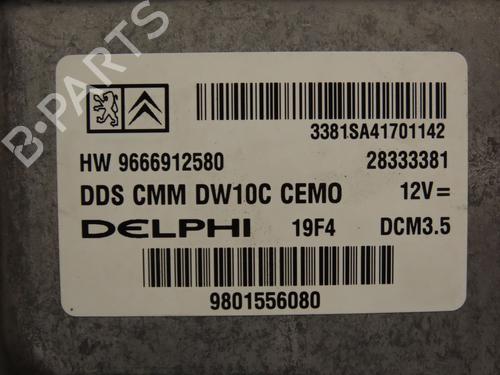 3381SA41701142
HW 9666912580 28333381
DDS CMM DW10C CEMO 12V=
DELPHI 19F4 DCM3.5
9801556080
B-PARTS